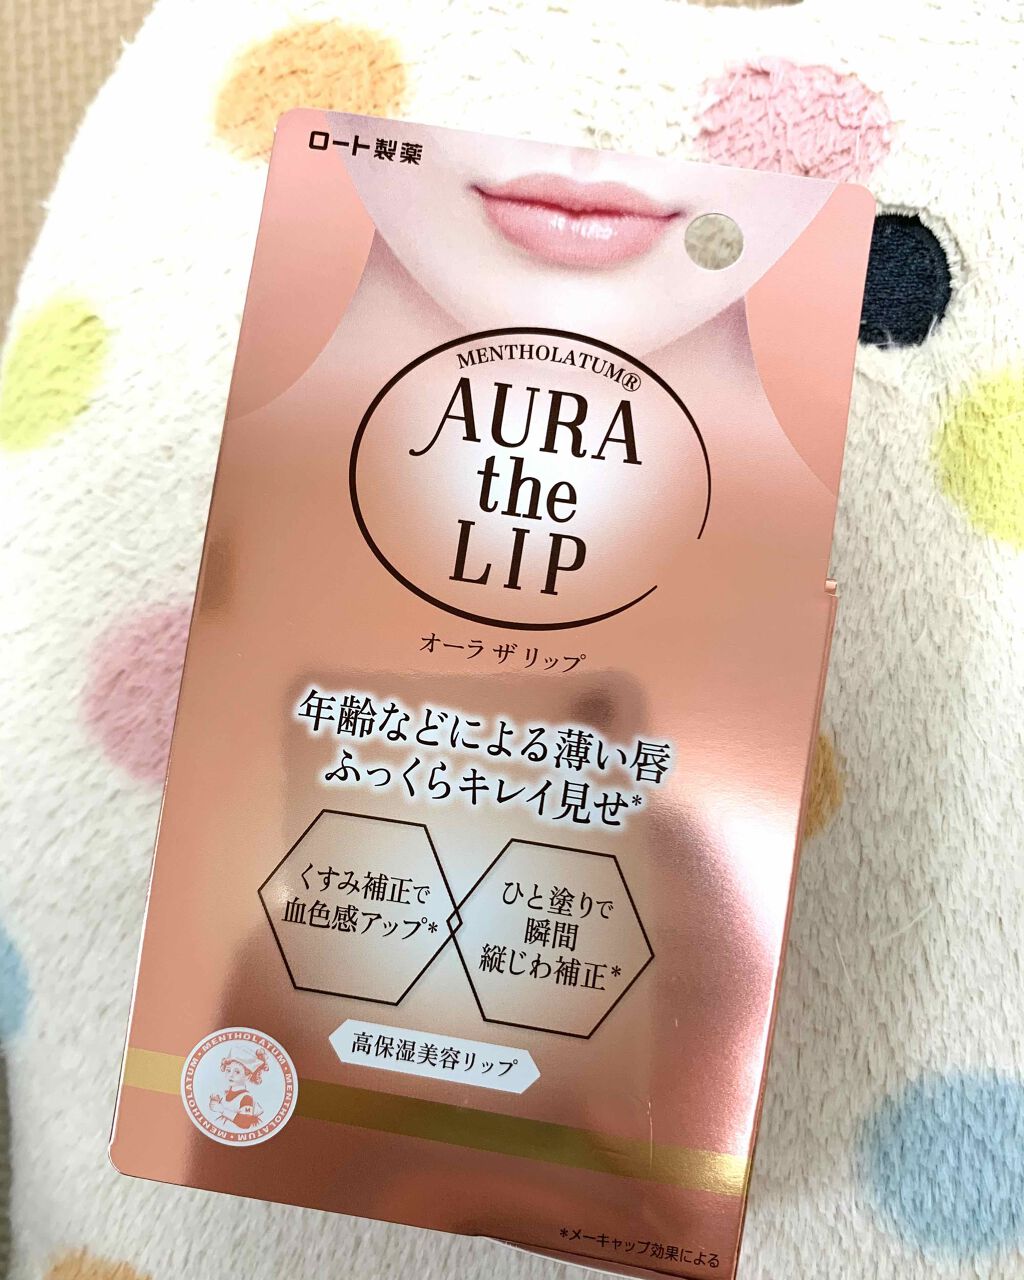 ロート製薬
MENTHOLATUM®
AURA
the
LIP
オーラ ザ リップ
年齢などによる薄い唇
ふっくらキレイ見せ*
くすみ補正で
血色感アップ*
ひと塗りで
瞬間
縦じわ補正*
高保湿美容リップ
MENTHOLATUM・MENTHOLATUM・MENTHOLATUM・
*メーキャップ効果による